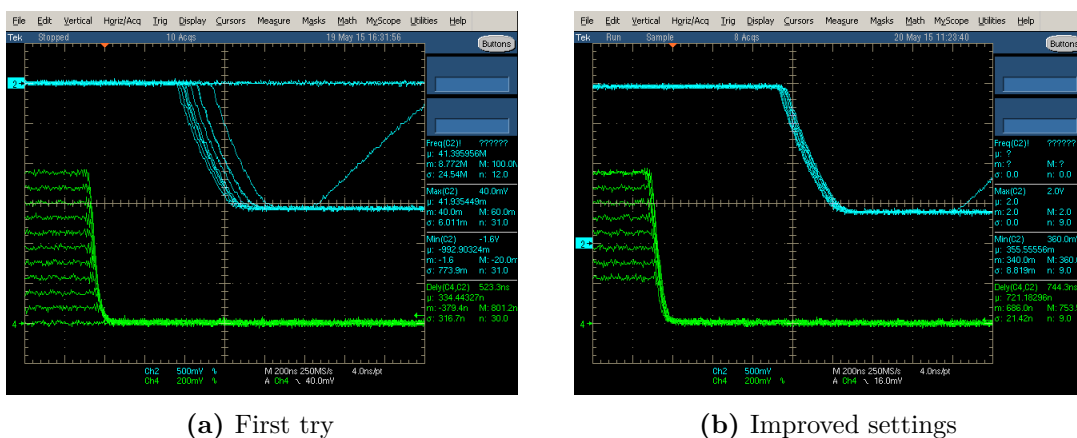 File Edit Vertical Horiz/Acq Trig Display Cursors Measure Masks Math MyScope Utilities Help
Tek Stopped 10 Acqs 19 May 15 16:31:56
Buttons
2
4
Freq(C2)! ??????
µ: 41.395956M
m: 8.772M M: 100.0M
σ: 24.54M n: 12.0
Max(C2) 40.0mV
µ: 41.935449m
m: 40.0m M: 60.0m
σ: 6.011m n: 31.0
Min(C2) -1.6V
µ: -992.90324m
m: -1.6 M: -20.0m
σ: 773.9m n: 31.0
Dely(C4,C2) 523.3ns
µ: 334.44327n
m: -379.4n M: 801.2n
σ: 316.7n n: 30.0
Ch2 500mV % M 200ns 250MS/s 4.0ns/pt
Ch4 200mV % A Ch4 ∖ 40.0mV
(a) First try
File Edit Vertical Horiz/Acq Trig Display Cursors Measure Masks Math MyScope Utilities Help
Tek Run Sample 8 Acqs 20 May 15 11:23:40
Buttons
2
4
Freq(C2)! ??????
µ: ?
m: ? M: ?
σ: 0.0 n: 0.0
Max(C2) 2.0V
µ: 2.0
m: 2.0 M: 2.0
σ: 0.0 n: 9.0
Min(C2) 360.0m
µ: 355.55556m
m: 340.0m M: 360.
σ: 8.819m n: 9.0
Dely(C4,C2) 744.3ns
µ: 721.18296n
m: 686.0n M: 753.
σ: 21.42n n: 9.0
Ch2 500mV % M 200ns 250MS/s 4.0ns/pt
Ch4 200mV % A Ch4 ∖ 16.0mV
(b) Improved settings